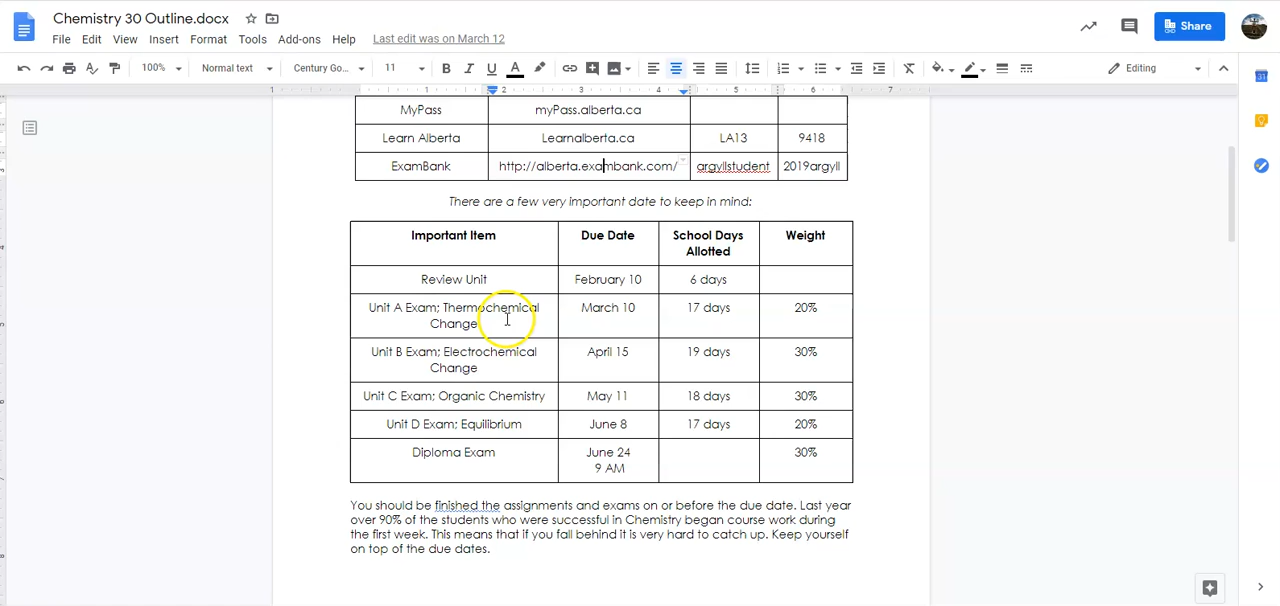 Chemistry 30 Outline.docx
File Edit View Insert Format Tools Add-ons Help Last edit was on March 12
Share
100% Normal text Century Go... 11 B I U A Editing
1 1 2 3 4 5 6 7
MyPass myPass.alberta.ca
Learn Alberta Learnalberta.ca LA13 9418
ExamBank http://alberta.exambank.com/ argyllstudent 2019argyll
There are a few very important date to keep in mind:
Important Item Due Date School Days Weight
Allotted
Review Unit February 10 6 days
Unit A Exam; Thermochemical March 10 17 days 20%
Change
Unit B Exam; Electrochemical April 15 19 days 30%
Change
Unit C Exam; Organic Chemistry May 11 18 days 30%
Unit D Exam; Equilibrium June 8 17 days 20%
Diploma Exam June 24 30%
9 AM
You should be finished the assignments and exams on or before the due date. Last year
over 90% of the students who were successful in Chemistry began course work during
the first week. This means that if you fall behind it is very hard to catch up. Keep yourself
on top of the due dates.